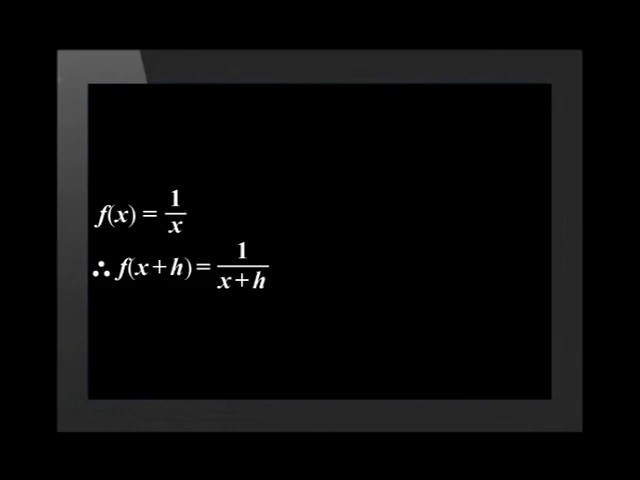 f(x) = 1/x
∴ f(x+h) = 1/(x+h)